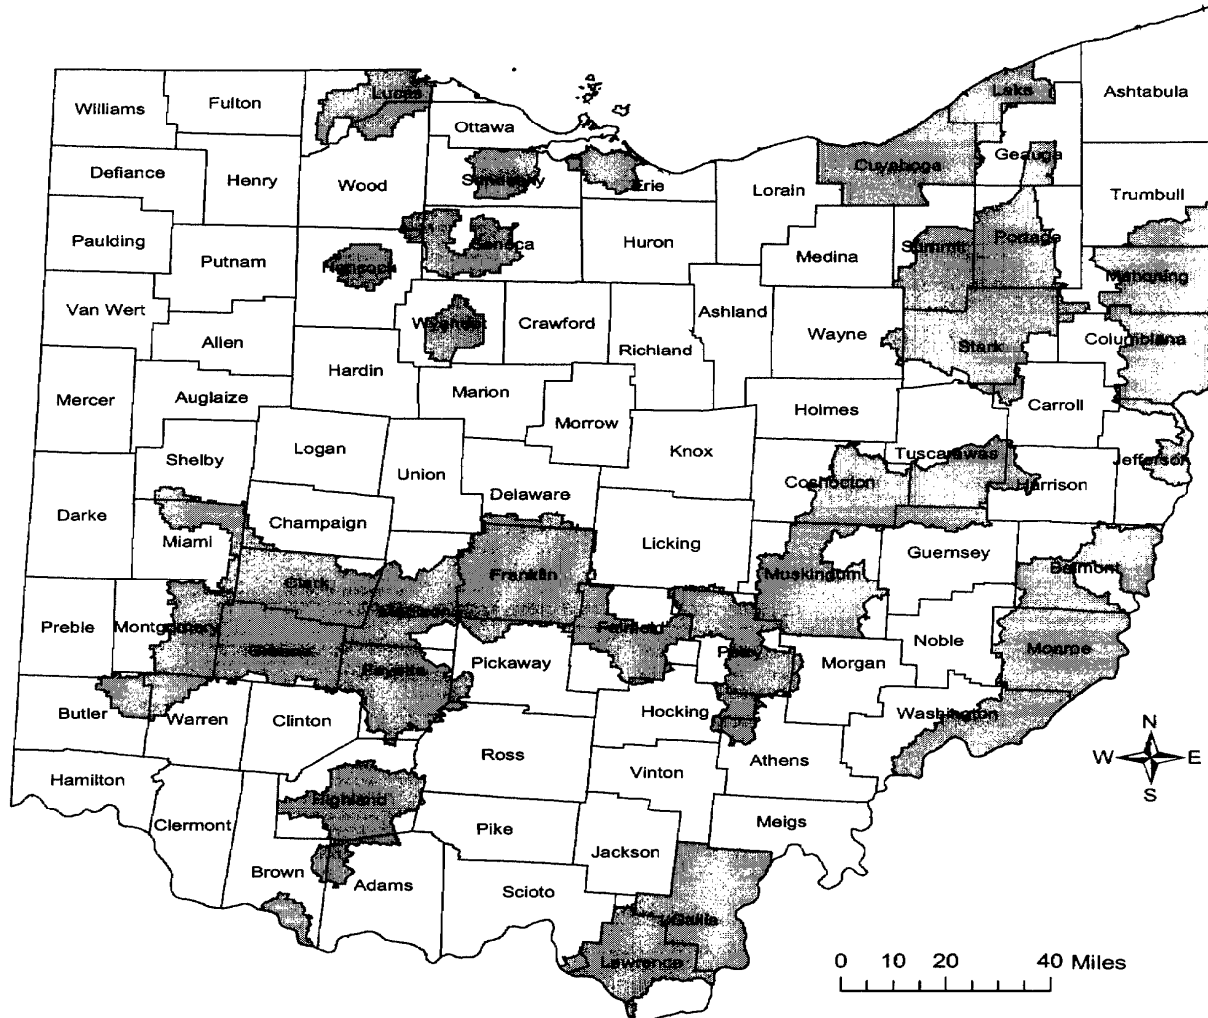 Williams
Fulton
Lucas
Ottawa
Lake
Ashtabula
Defiance
Henry
Wood
Sandusky
Erie
Lorain
Cuyahoga
Geauga
Trumbull
Paulding
Putnam
Hancock
Seneca
Huron
Medina
Summit
Portage
Mahoning
Van Wert
Allen
Wyandot
Crawford
Richland
Ashland
Wayne
Stark
Columbiana
Mercer
Auglaize
Hardin
Marion
Morrow
Holmes
Carroll
Shelby
Logan
Union
Delaware
Knox
Coshocton
Tuscarawas
Harrison
Jefferson
Darke
Miami
Champaign
Licking
Guernsey
Belmont
Clark
Franklin
Muskingum
Preble
Montgomery
Fairfield
Perry
Morgan
Noble
Monroe
Fayette
Pickaway
Butler
Warren
Clinton
Hocking
Washington
Ross
Vinton
Athens
Hamilton
Highland
Clermont
Pike
Jackson
Meigs
Brown
Adams
Scioto
Gallia
Lawrence
N
W E
S
0 10 20 40 Miles